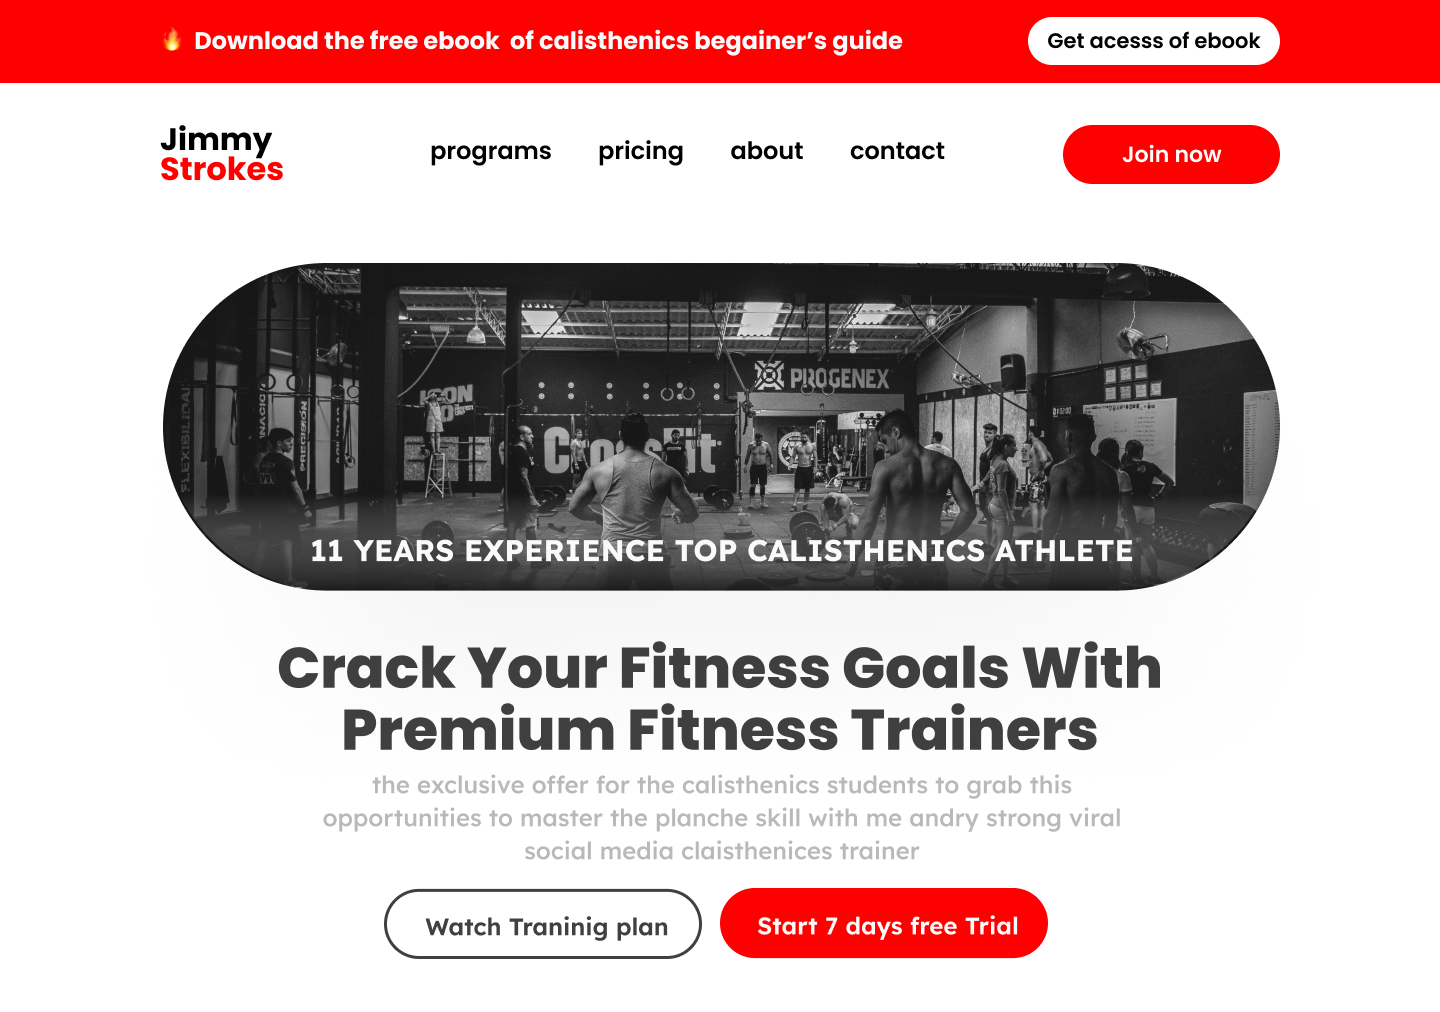 🔥 Download the free ebook  of calisthenics begainer’s guide
Get acesss of ebook
Jimmy
Strokes
programs pricing about contact
Join now
PROGENEX
CrossFit
PRECISION
11 YEARS EXPERIENCE TOP CALISTHENICS ATHLETE
Crack Your Fitness Goals With
Premium Fitness Trainers
the exclusive offer for the calisthenics students to grab this
opportunities to master the planche skill with me andry strong viral
social media claisthenices trainer
Watch Traninig plan
Start 7 days free Trial